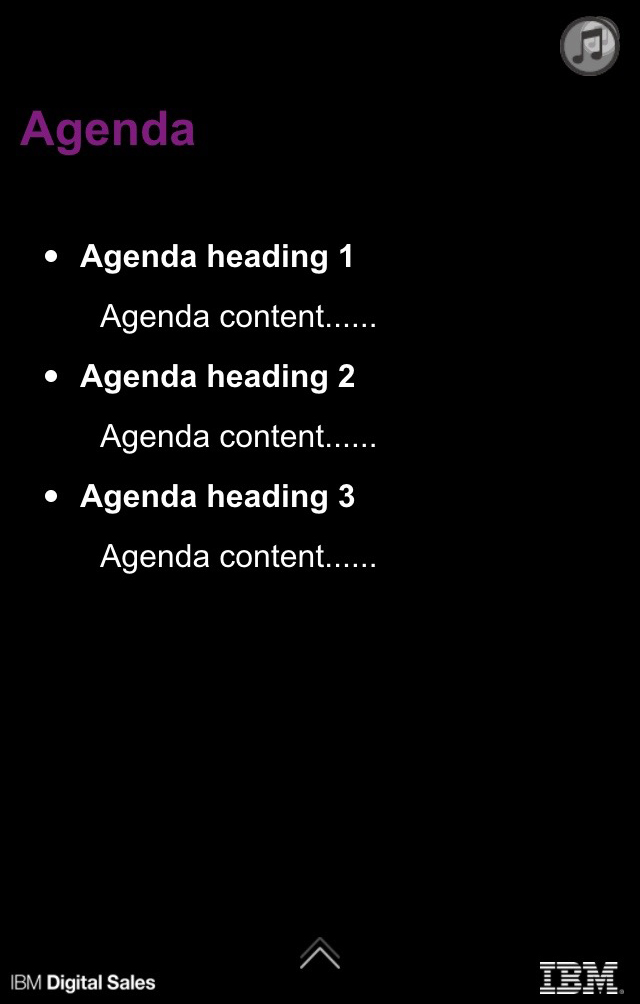 Agenda
• Agenda heading 1
Agenda content......
• Agenda heading 2
Agenda content......
• Agenda heading 3
Agenda content......
IBM Digital Sales
IBM®